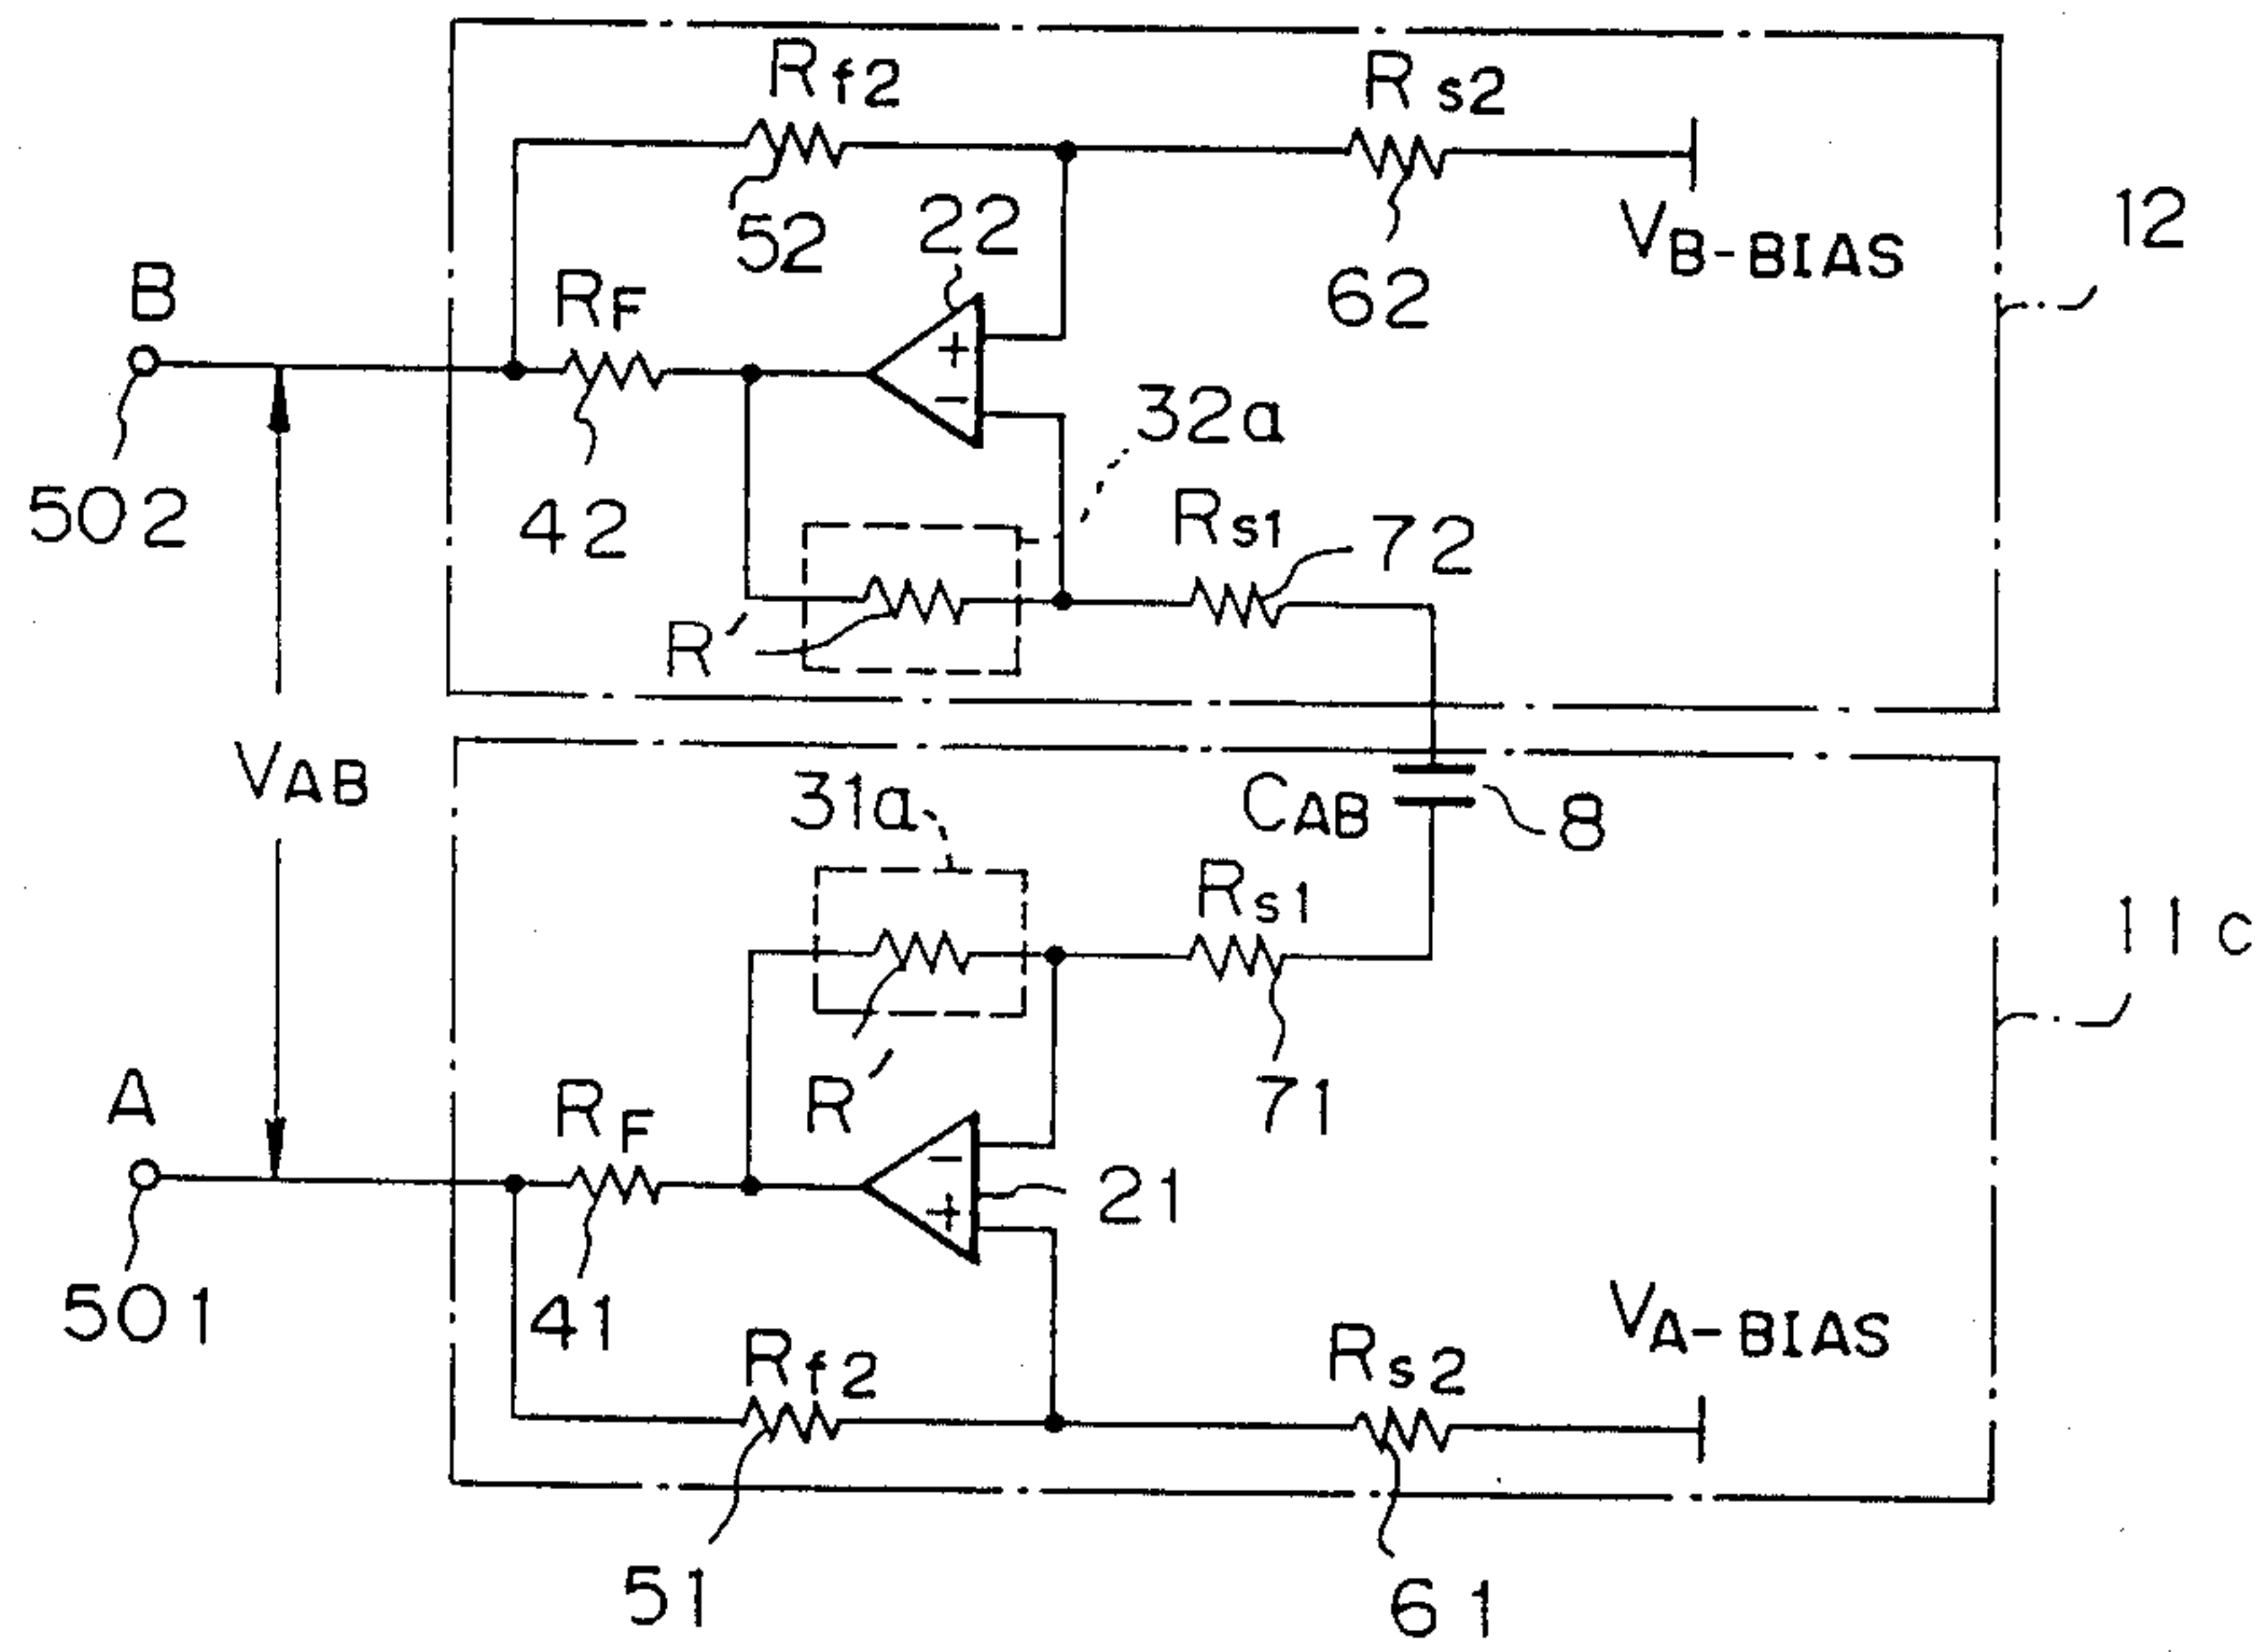 Rf2
Rs2
52
22
62
VB-BIAS
12
B
RF
+
-
32a
502
42
Rs1
72
R'
VAB
31a
CAB
8
Rs1
11c
R'
71
A
RF
-
+
21
501
41
Rf2
Rs2
VA-BIAS
51
61